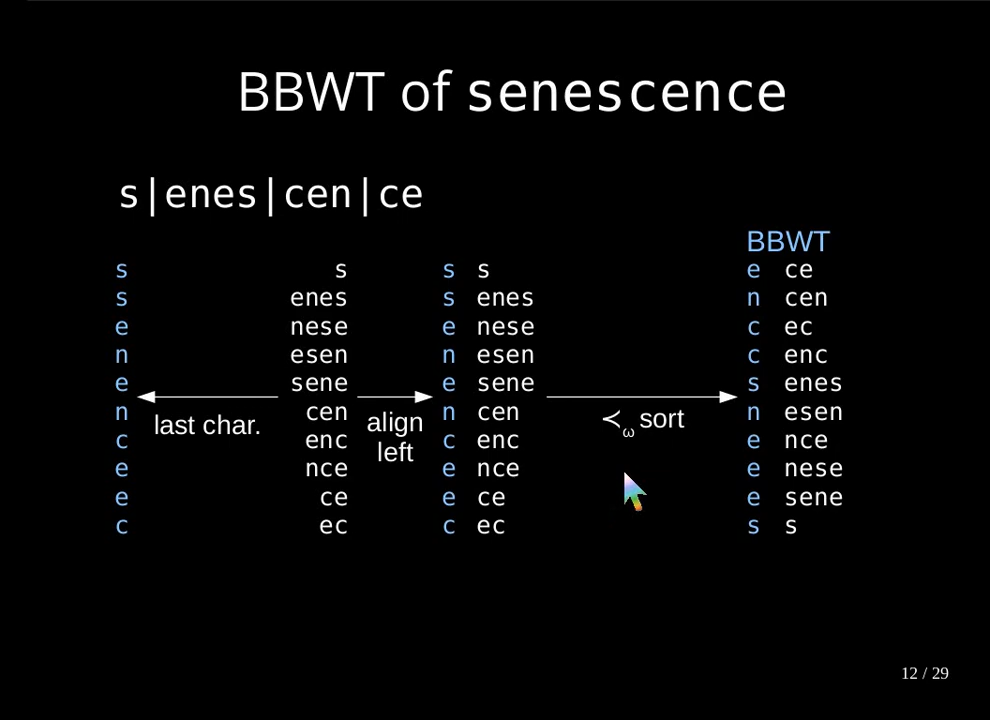 BBWT of senescence
s|enes|cen|ce
BBWT
s s s s e ce
s enes s enes n cen
e nese e nese c ec
n esen n esen c enc
e sene e sene s enes
n cen n cen n esen
last char. align left ≺ω sort
c enc c enc e nce
e nce e nce e nese
e ce e ce e sene
c ec c ec s s
12 / 29